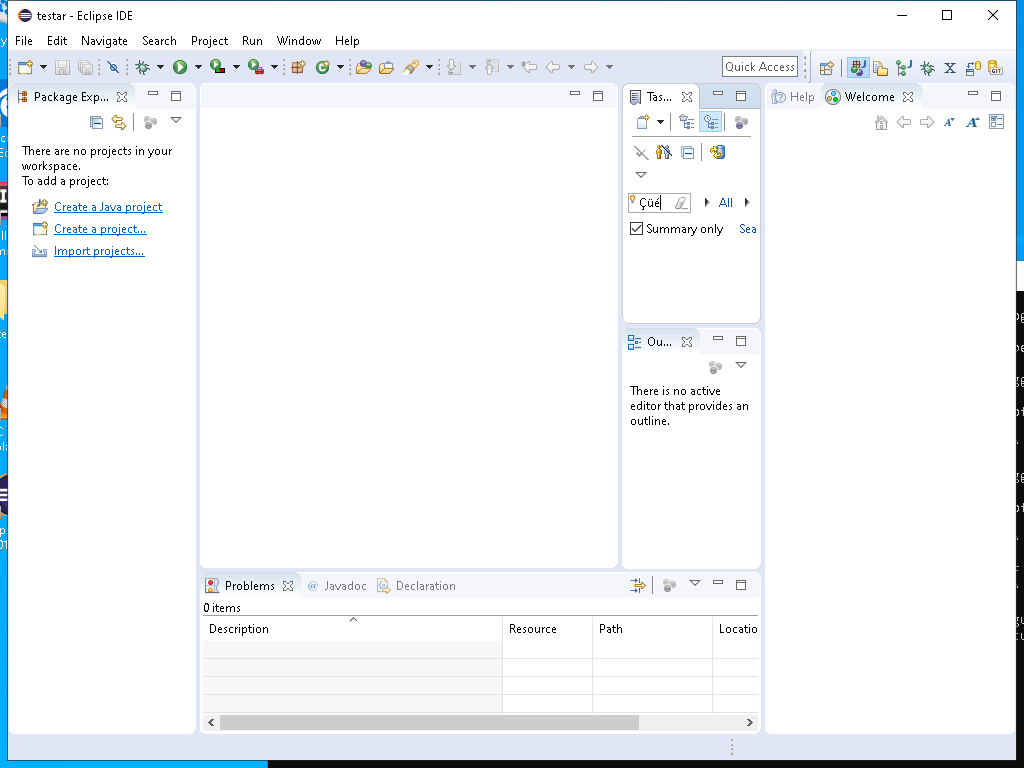 testar - Eclipse IDE
File Edit Navigate Search Project Run Window Help
Quick Access
Package Exp...
Tas...
Help
Welcome
There are no projects in your
workspace.
To add a project:
Create a Java project
Create a project...
Import projects...
Çüé
All
Summary only
Sea
Ou...
There is no active
editor that provides an
outline.
Problems
Javadoc
Declaration
0 items
Description
Resource
Path
Locatio